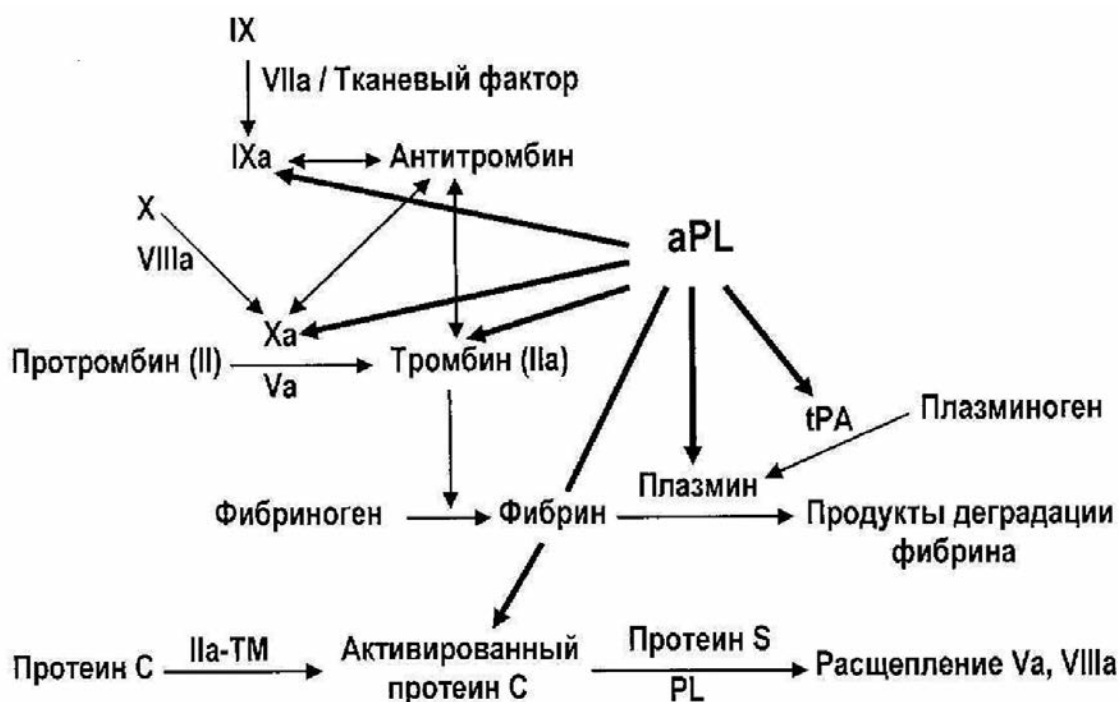 IX
VIIa / Тканевый фактор
IXa
Антитромбин
X
VIIIa
aPL
Xa
Протромбин (II)
Va
Тромбин (IIa)
tPA
Плазминоген
Плазмин
Фибриноген
Фибрин
Продукты деградации
фибрина
Протеин C
IIa-TM
Активированный
протеин C
Протеин S
PL
Расщепление Va, VIIIa